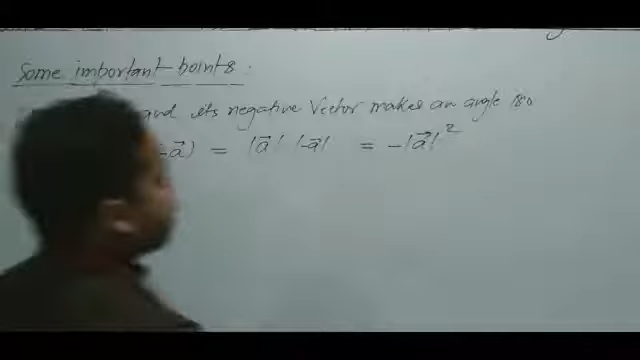 Some important points :
and its negative vector makes an angle 180
-a⃗) = |a⃗| |-a⃗| = -|a⃗|²